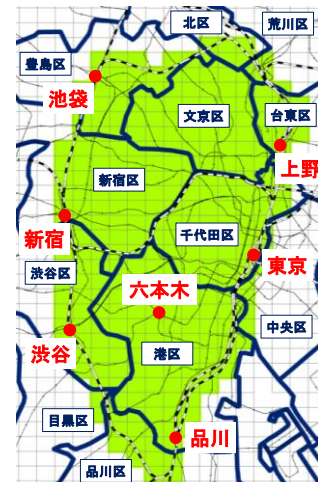 北区
荒川区
豊島区
池袋
文京区
台東区
上野
新宿区
新宿
千代田区
東京
渋谷区
六本木
渋谷
中央区
港区
目黒区
品川
品川区